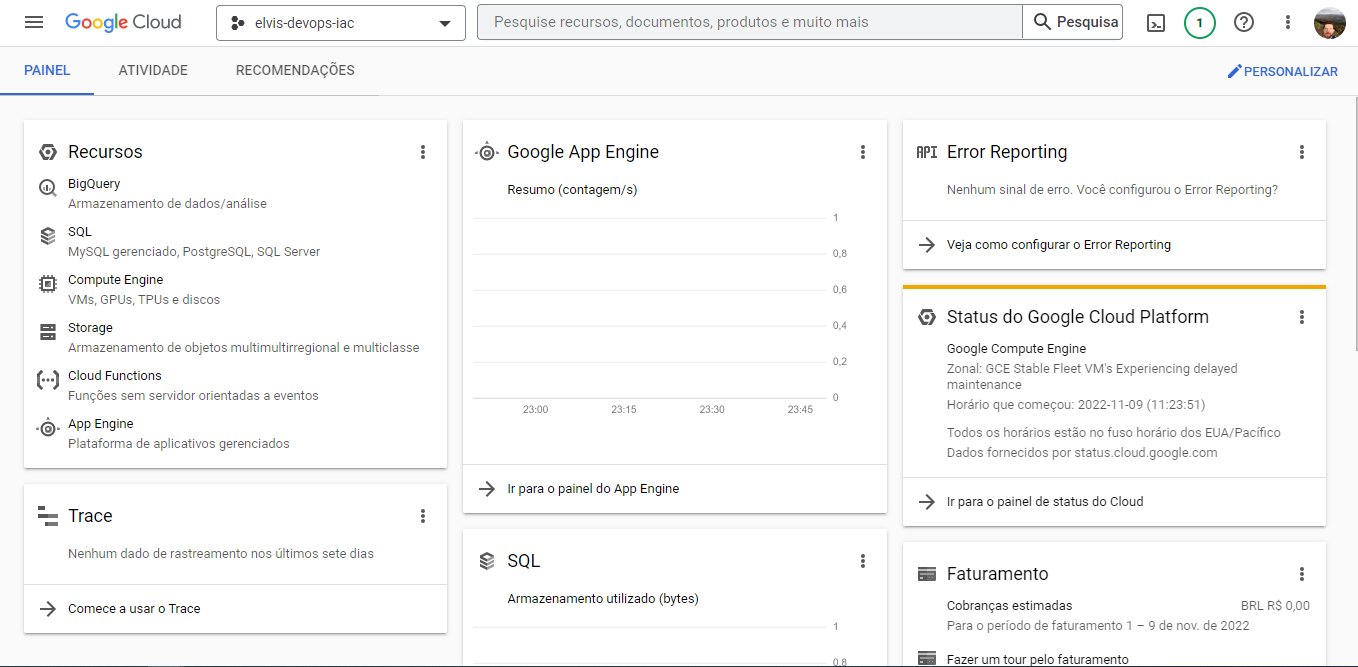 Google Cloud
elvis-devops-iac
Pesquise recursos, documentos, produtos e muito mais
Pesquisa
1
PAINEL
ATIVIDADE
RECOMENDAÇÕES
PERSONALIZAR
Recursos
BigQuery
Armazenamento de dados/análise
SQL
MySQL gerenciado, PostgreSQL, SQL Server
Compute Engine
VMs, GPUs, TPUs e discos
Storage
Armazenamento de objetos multimultirregional e multiclasse
Cloud Functions
Funções sem servidor orientadas a eventos
App Engine
Plataforma de aplicativos gerenciados
Trace
Nenhum dado de rastreamento nos últimos sete dias
Comece a usar o Trace
Google App Engine
Resumo (contagem/s)
1
0,8
0,6
0,4
0,2
0
23:00 23:15 23:30 23:45
Ir para o painel do App Engine
SQL
Armazenamento utilizado (bytes)
1
0,8
API Error Reporting
Nenhum sinal de erro. Você configurou o Error Reporting?
Veja como configurar o Error Reporting
Status do Google Cloud Platform
Google Compute Engine
Zonal: GCE Stable Fleet VM's Experiencing delayed
maintenance
Horário que começou: 2022-11-09 (11:23:51)
Todos os horários estão no fuso horário dos EUA/Pacífico
Dados fornecidos por status.cloud.google.com
Ir para o painel de status do Cloud
Faturamento
Cobranças estimadas BRL R$ 0,00
Para o período de faturamento 1 – 9 de nov. de 2022
Fazer um tour pelo faturamento